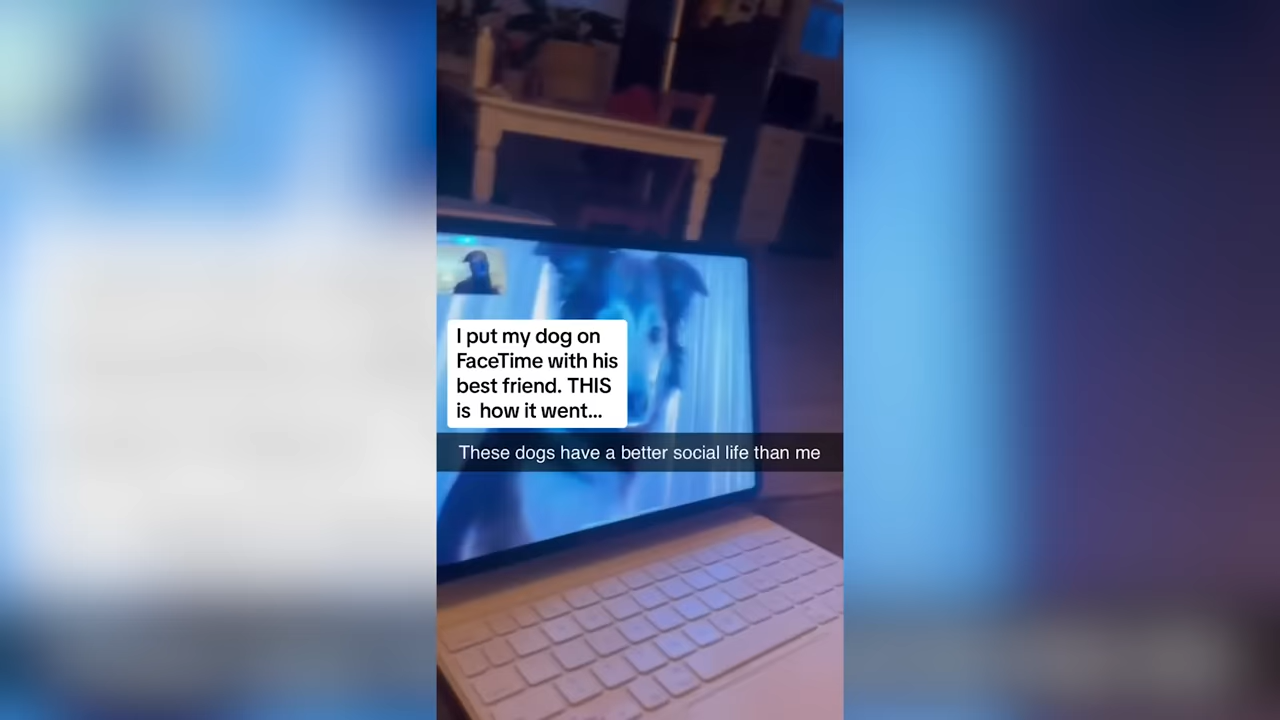 I put my dog on
FaceTime with his
best friend. THIS
is  how it went...
These dogs have a better social life than me